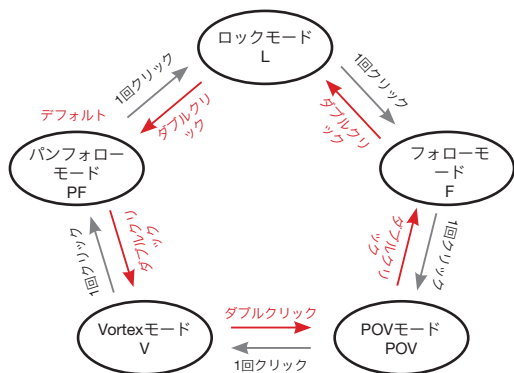 ロックモード
L
1回クリック
ダブルクリ
ック
1回クリック
ダブルクリ
ック
デフォルト
パンフォロー
モード
PF
フォローモ
ード
F
1回クリック
ダブルクリ
ック
ダブルクリ
ック
1回クリック
Vortexモード
V
ダブルクリック
1回クリック
POVモード
POV